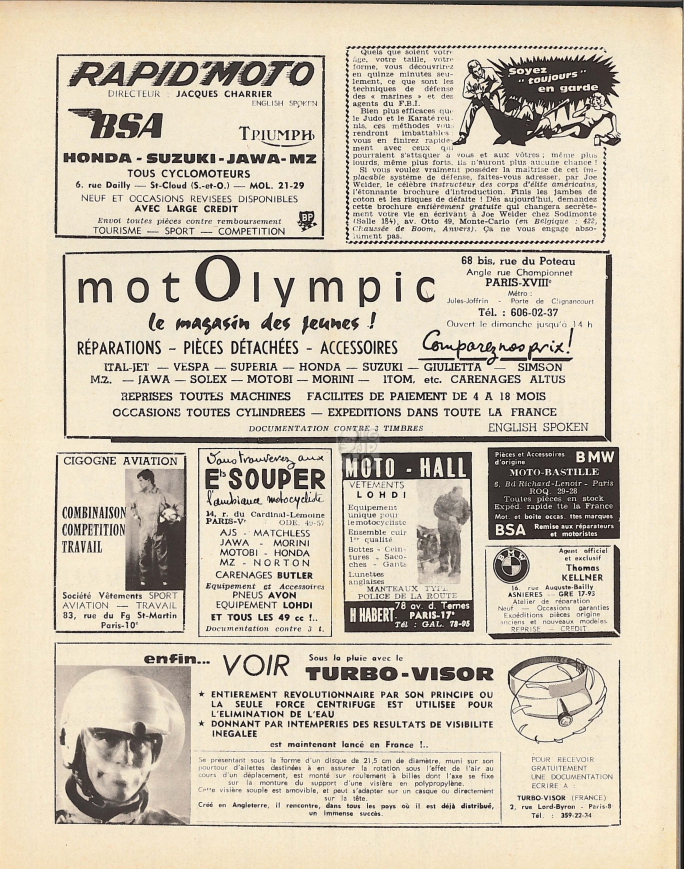 RAPID'MOTO
DIRECTEUR : JACQUES CHARRIER
ENGLISH SPOKEN
BSA TRIUMPH
HONDA - SUZUKI - JAWA - MZ
TOUS CYCLOMOTEURS
6, rue Dailly — St-Cloud (S.-et-O.) — MOL. 21-29
NEUF ET OCCASIONS REVISEES DISPONIBLES
AVEC LARGE CREDIT
Envoi toutes pièces contre remboursement
TOURISME — SPORT — COMPETITION
BP
Quels que soient votre
âge, votre taille, votre
forme, vous découvrirez
en quinze minutes seu-
lement, ce que sont les
techniques de défense
des « marines » et des
agents du F.B.I.
Bien plus efficaces que
le Judo et le Karaté réu-
nis, ces méthodes vous
rendront imbattables :
vous en finirez rapide-
ment avec ceux qui
pourraient s'attaquer à vous et aux vôtres ; même plus
lourds, même plus forts, ils n'auront plus aucune chance !
Si vous voulez vraiment posséder la maîtrise de cet im-
placable système de défense, faites-vous adresser, par Joe
Weider, le célèbre instructeur des corps d'élite américains,
l'étonnante brochure d'introduction. Finis les jambes de
coton et les risques de défaite ! Dès aujourd'hui, demandez
cette brochure entièrement gratuite qui changera secrète-
ment votre vie en écrivant à Joe Weider chez Sodimonte
(Salle 184), av. Otto 49, Monte-Carlo (en Belgique : 422,
Chaussée de Boom, Anvers). Ça ne vous engage abso-
lument pas.
Soyez
" toujours "
en garde
motOlympic
le magasin des jeunes !
68 bis, rue du Poteau
Angle rue Championnet
PARIS-XVIIIe
Métro :
Jules-Joffrin - Porte de Clignancourt
Tél. : 606-02-37
Ouvert le dimanche jusqu'à 14 h
RÉPARATIONS - PIÈCES DÉTACHÉES - ACCESSOIRES
Comparez nos prix !
ITAL-JET — VESPA — SUPERIA — HONDA — SUZUKI — GIULIETTA — SIMSON
M.Z. — JAWA — SOLEX — MOTOBI — MORINI — ITOM, etc. CARENAGES ALTUS
REPRISES TOUTES MACHINES FACILITES DE PAIEMENT DE 4 A 18 MOIS
OCCASIONS TOUTES CYLINDREES — EXPEDITIONS DANS TOUTE LA FRANCE
DOCUMENTATION CONTRE 3 TIMBRES
ENGLISH SPOKEN
CIGOGNE AVIATION
COMBINAISON
COMPETITION
TRAVAIL
Société Vêtements SPORT
AVIATION — TRAVAIL
83, rue du Fg St-Martin
Paris-10e
Vous trouverez aux
Ets SOUPER
l'ambiance motocycliste
14, r. du Cardinal-Lemoine
PARIS-Ve ODE. 49-57
AJS - MATCHLESS
JAWA - MORINI
MOTOBI - HONDA
MZ - NORTON
CARENAGES BUTLER
Equipement et Accessoires
PNEUS AVON
EQUIPEMENT LOHDI
ET TOUS LES 49 cc !..
Documentation contre 3 t.
MOTO - HALL
VETEMENTS
LOHDI
Equipement
unique pour
le motocycliste
Ensemble cuir
1re qualité
Bottes - Cein-
tures - Saco-
ches - Gants
Lunettes
anglaises
MANTEAUX TYPE
POLICE DE LA ROUTE
H HABERT
78 av. d. Ternes
PARIS-17e
Tél : GAL. 78-95
Pièces et Accessoires
d'origine BMW
MOTO-BASTILLE
6, Bd Richard-Lenoir - Paris
ROQ. 29-28
Toutes pièces en stock
Expéd. rapide tte la France
Mot. et boîte occas. ttes marques
BSA Remise aux réparateurs
et motoristes
BMW
Agent officiel
et exclusif
Thomas
KELLNER
16, rue Auguste-Bailly
ASNIERES - GRE 17-93
Atelier de réparation
Neuf — Occasions garanties
Expéditions pièces origine
anciens et nouveaux modèles
REPRISE — CREDIT
enfin... VOIR Sous la pluie avec le
TURBO-VISOR
★ ENTIEREMENT REVOLUTIONNAIRE PAR SON PRINCIPE OU
LA SEULE FORCE CENTRIFUGE EST UTILISEE POUR
L'ELIMINATION DE L'EAU
★ DONNANT PAR INTEMPERIES DES RESULTATS DE VISIBILITE
INEGALEE
est maintenant lancé en France !..
Se présentant sous la forme d'un disque de 21,5 cm de diamètre, muni sur son
pourtour d'ailettes destinées à en assurer la rotation sous l'effet de l'air au
cours d'un déplacement, est monté sur roulement à billes dont l'axe se fixe
sur la monture du support d'une visière en polypropylène.
Cette visière souple est amovible, et peut s'adapter sur un casque ou directement
sur la tête.
Créé en Angleterre, il rencontre, dans tous les pays où il est déjà distribué,
un immense succès.
POUR RECEVOIR
GRATUITEMENT
UNE DOCUMENTATION
ECRIRE A :
TURBO-VISOR (FRANCE)
2, rue Lord-Byron - Paris-8
Tél. : 359-22-34